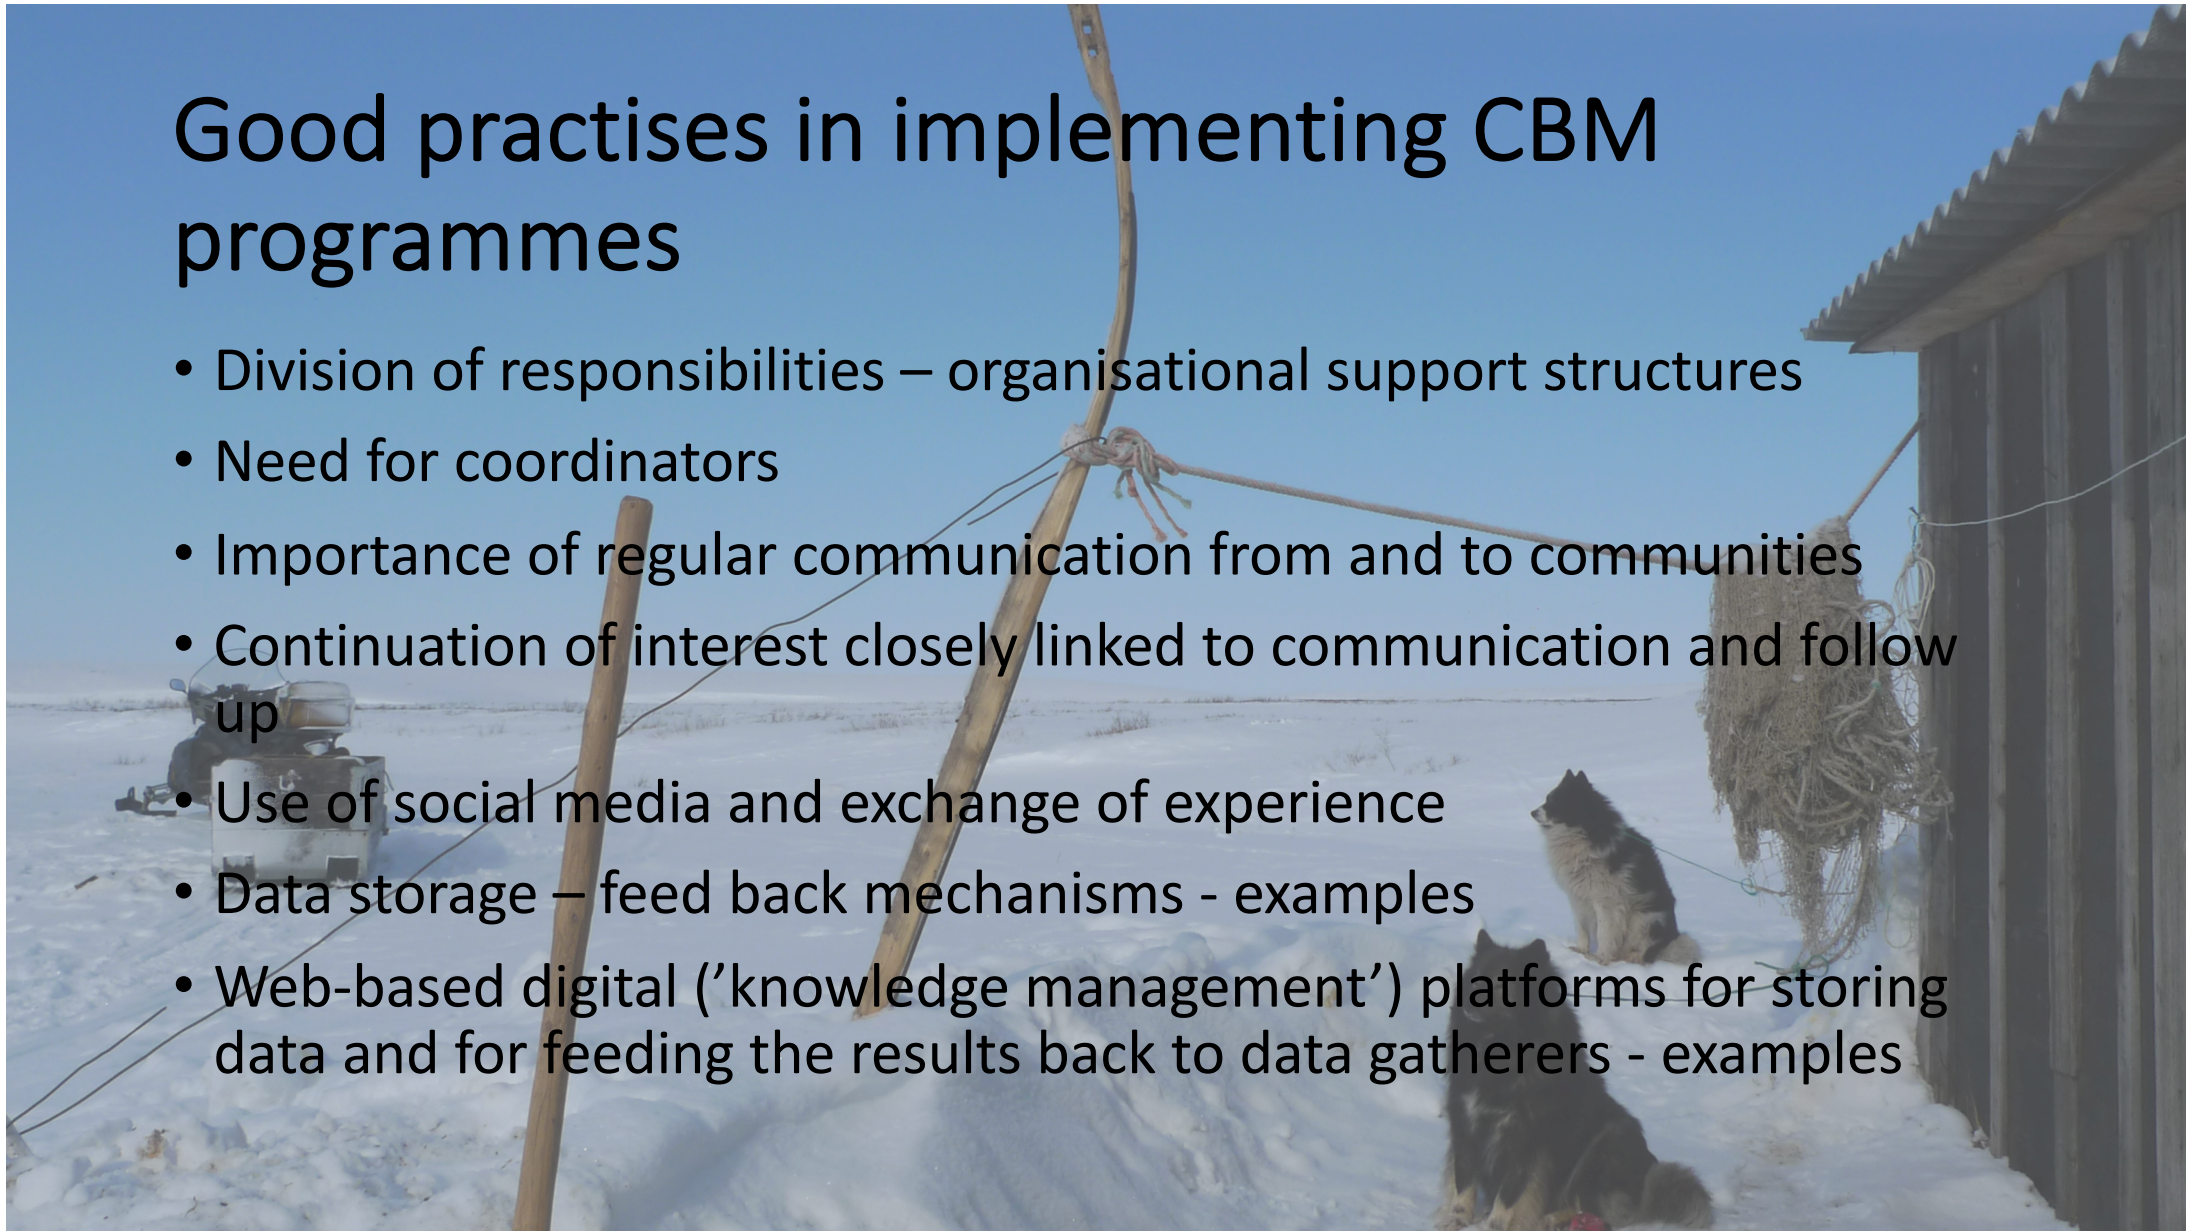 Good practises in implementing CBM
programmes
• Division of responsibilities – organisational support structures
• Need for coordinators
• Importance of regular communication from and to communities
• Continuation of interest closely linked to communication and follow
up
• Use of social media and exchange of experience
• Data storage – feed back mechanisms - examples
• Web-based digital (’knowledge management’) platforms for storing
data and for feeding the results back to data gatherers - examples